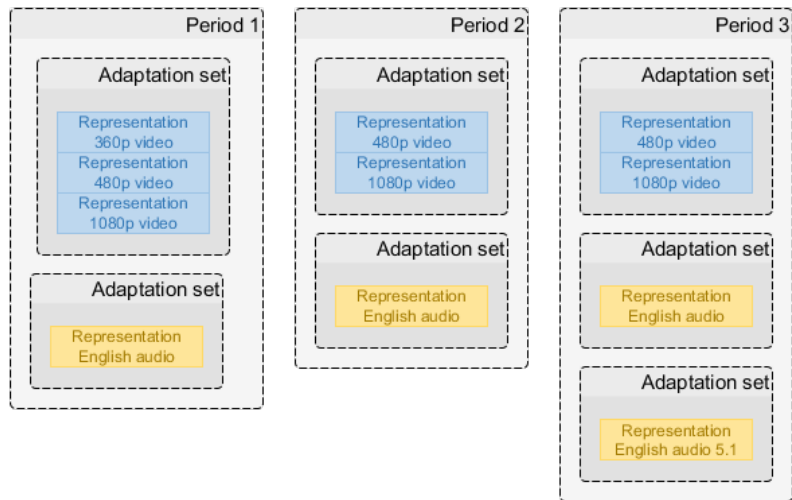 Period 1
Adaptation set
Representation
360p video
Representation
480p video
Representation
1080p video
Adaptation set
Representation
English audio
Period 2
Adaptation set
Representation
480p video
Representation
1080p video
Adaptation set
Representation
English audio
Period 3
Adaptation set
Representation
480p video
Representation
1080p video
Adaptation set
Representation
English audio
Adaptation set
Representation
English audio 5.1